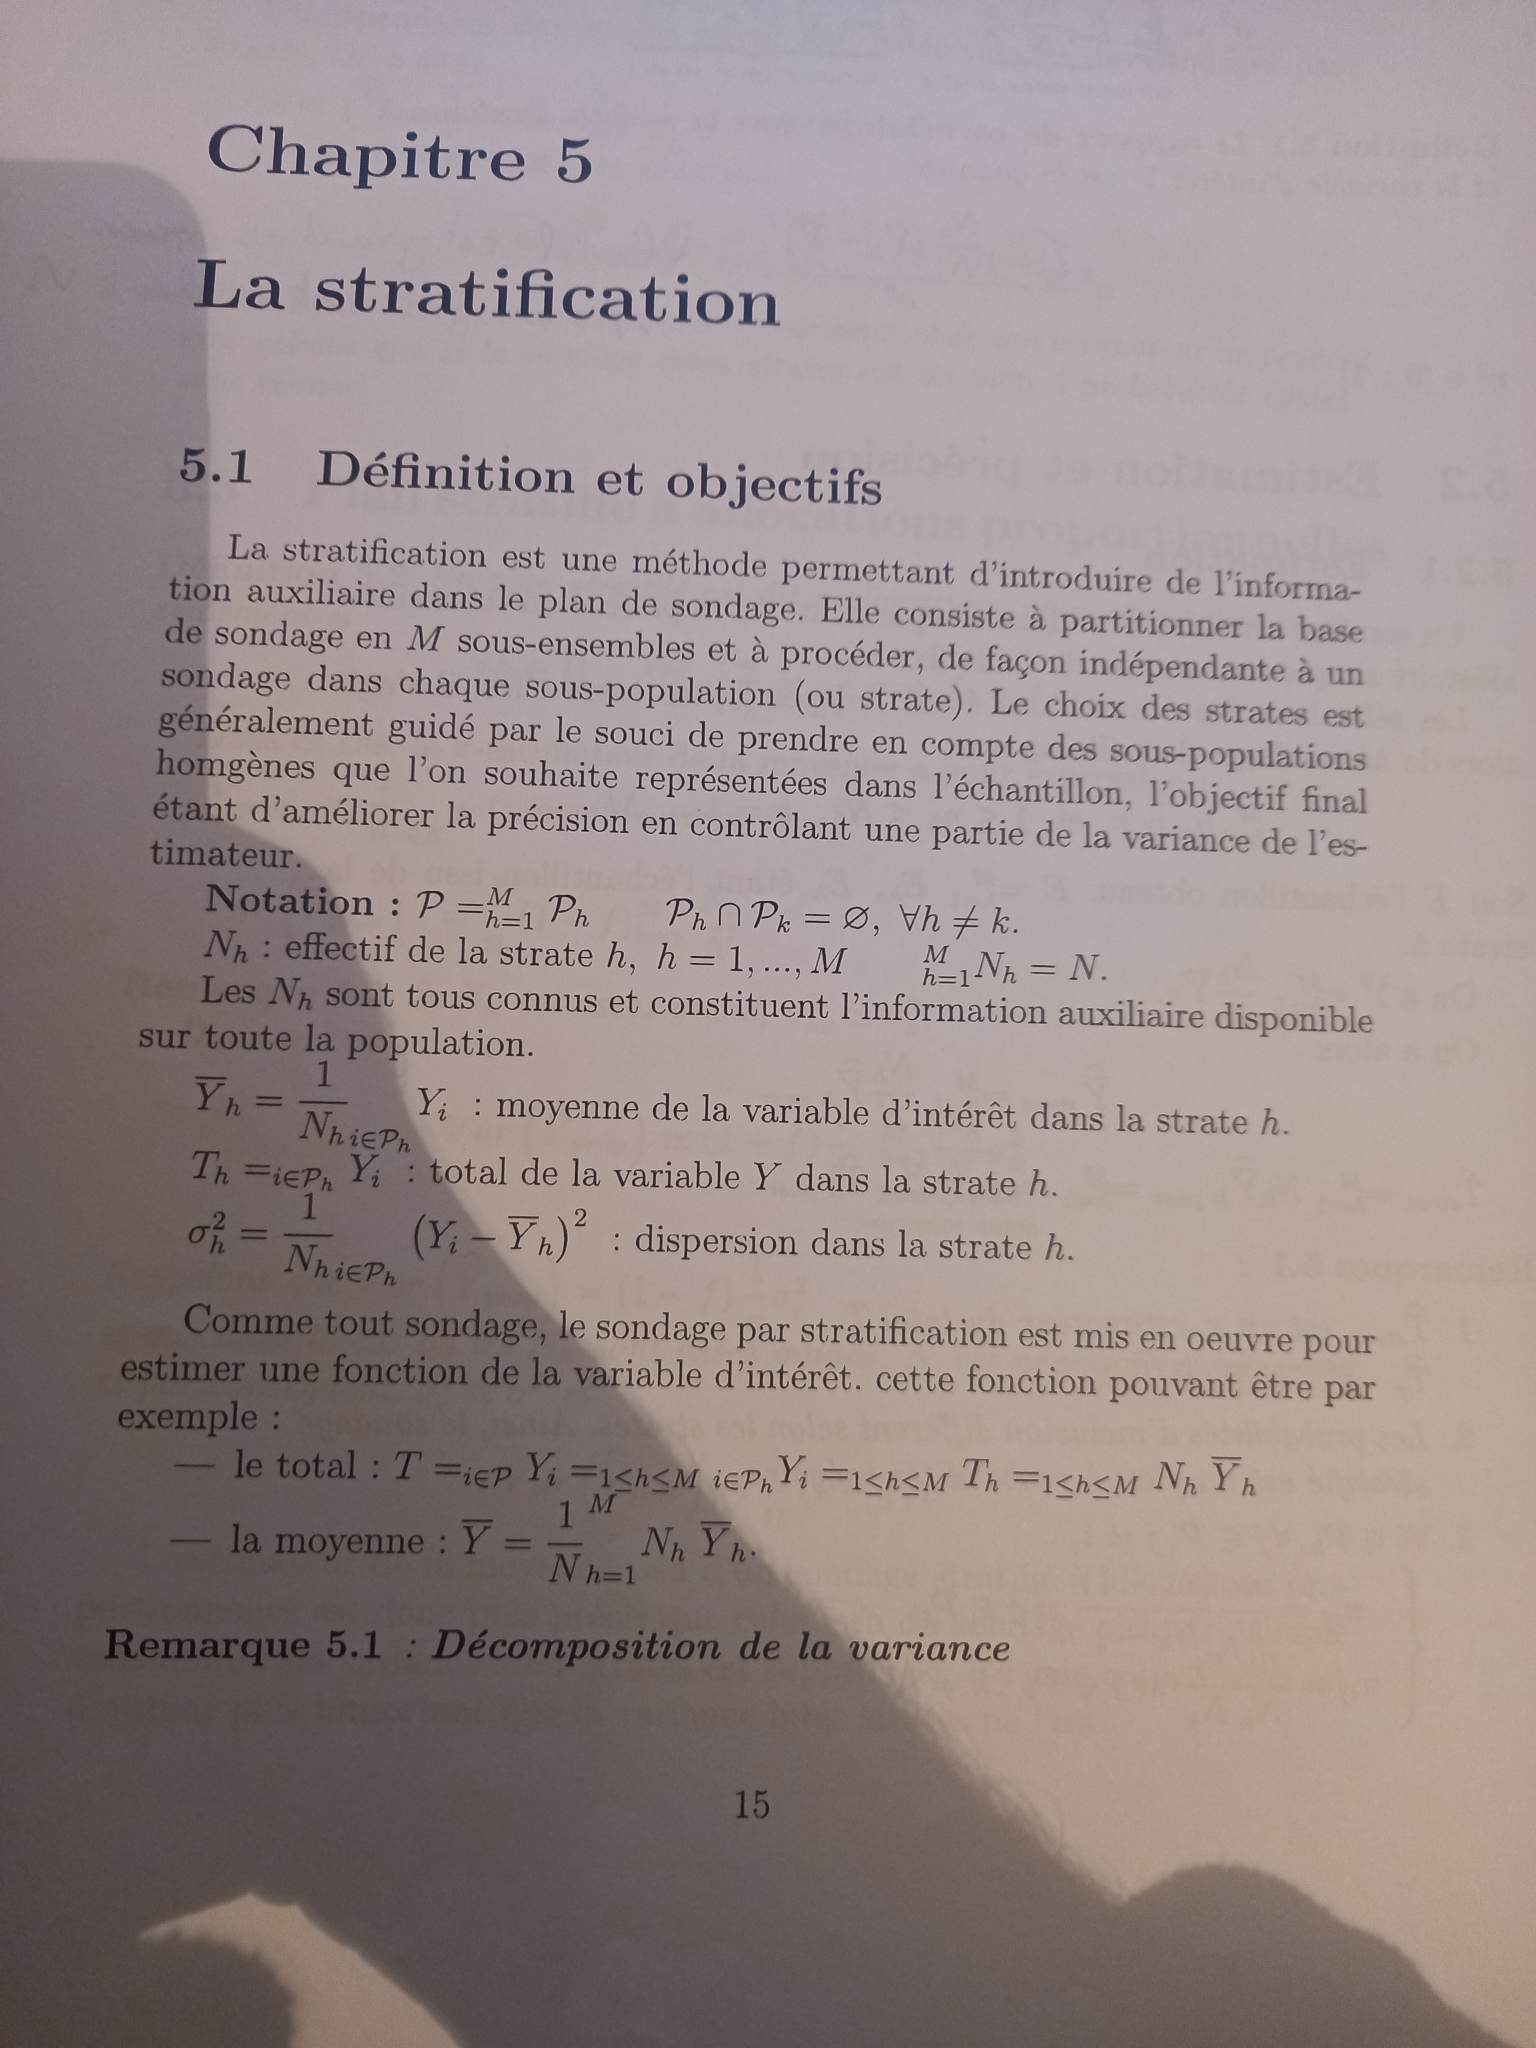 Chapitre 5
La stratification
5.1 Définition et objectifs
La stratification est une méthode permettant d'introduire de l'informa-
tion auxiliaire dans le plan de sondage. Elle consiste à partitionner la base
de sondage en M sous-ensembles et à procéder, de façon indépendante à un
sondage dans chaque sous-population (ou strate). Le choix des strates est
généralement guidé par le souci de prendre en compte des sous-populations
homgènes que l'on souhaite représentées dans l'échantillon, l'objectif final
étant d'améliorer la précision en contrôlant une partie de la variance de l'es-
timateur.
Notation : $\mathcal{P} =_{h=1}^{M} \mathcal{P}_h \qquad \mathcal{P}_h \cap \mathcal{P}_k = \varnothing, \ \forall h \neq k.$
$N_h$ : effectif de la strate $h$, $h = 1, ..., M \qquad {}_{h=1}^{M} N_h = N.$
Les $N_h$ sont tous connus et constituent l'information auxiliaire disponible
sur toute la population.
$\overline{Y}_h = \frac{1}{N_h}{}_{i \in \mathcal{P}_h} Y_i$ : moyenne de la variable d'intérêt dans la strate $h$.
$T_h =_{i \in \mathcal{P}_h} Y_i$ : total de la variable $Y$ dans la strate $h$.
$\sigma_h^2 = \frac{1}{N_h}{}_{i \in \mathcal{P}_h} \left(Y_i - \overline{Y}_h\right)^2$ : dispersion dans la strate $h$.
Comme tout sondage, le sondage par stratification est mis en oeuvre pour
estimer une fonction de la variable d'intérêt. cette fonction pouvant être par
exemple :
— le total : $T =_{i \in \mathcal{P}} Y_i =_{1 \leq h \leq M} {}_{i \in \mathcal{P}_h} Y_i =_{1 \leq h \leq M} T_h =_{1 \leq h \leq M} N_h \overline{Y}_h$
— la moyenne : $\overline{Y} = \frac{1}{N}{}_{h=1}^{M} N_h \overline{Y}_h.$
Remarque 5.1 : Décomposition de la variance
15